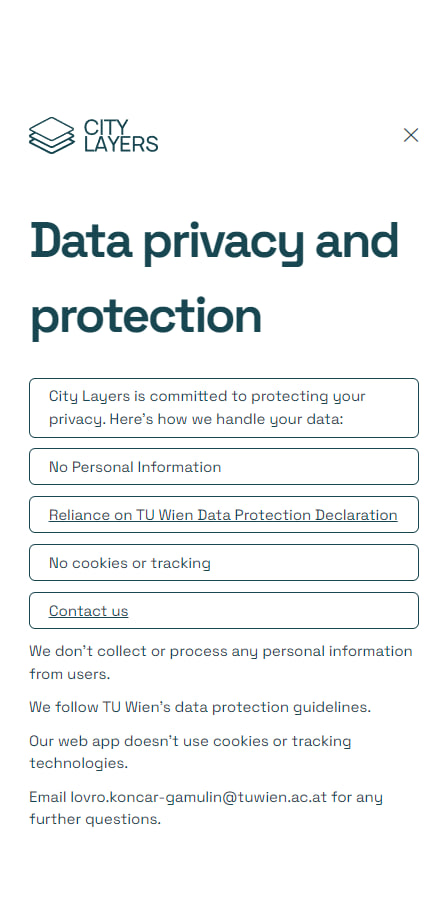 CITY
LAYERS
Data privacy and
protection
City Layers is committed to protecting your
privacy. Here's how we handle your data:
No Personal Information
Reliance on TU Wien Data Protection Declaration
No cookies or tracking
Contact us
We don't collect or process any personal information
from users.
We follow TU Wien's data protection guidelines.
Our web app doesn't use cookies or tracking
technologies.
Email lovro.koncar-gamulin@tuwien.ac.at for any
further questions.